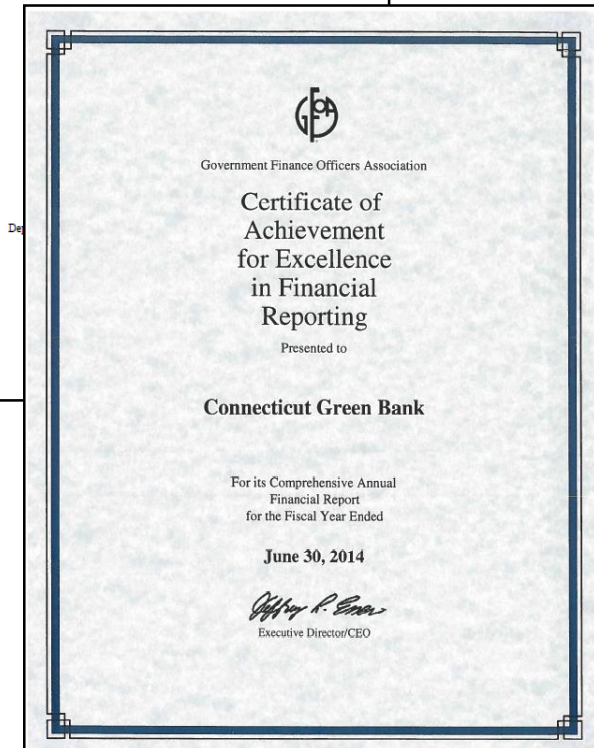 GFOA
Government Finance Officers Association
Certificate of
Achievement
for Excellence
in Financial
Reporting
Presented to
Connecticut Green Bank
For its Comprehensive Annual
Financial Report
for the Fiscal Year Ended
June 30, 2014
Executive Director/CEO